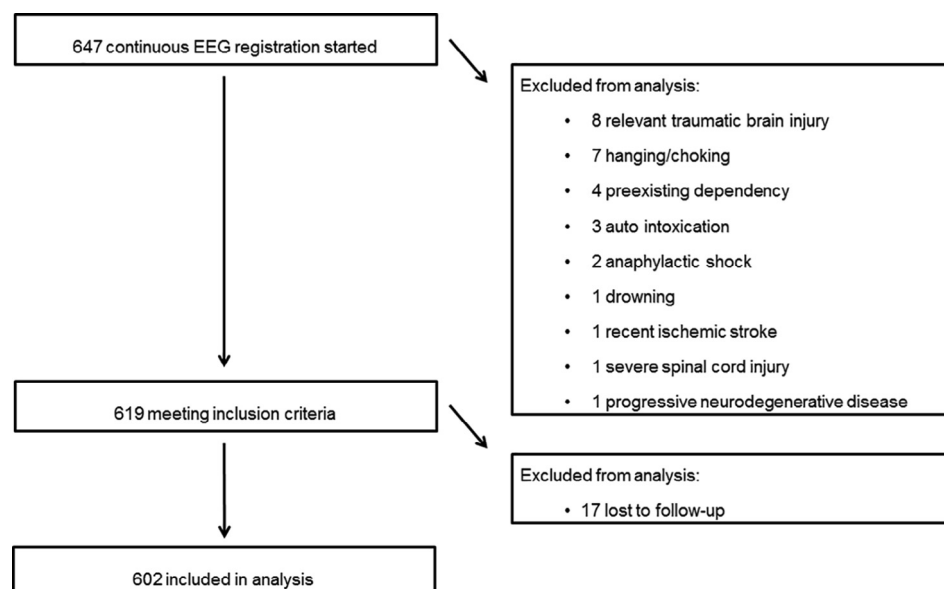 647 continuous EEG registration started
Excluded from analysis:
• 8 relevant traumatic brain injury
• 7 hanging/choking
• 4 preexisting dependency
• 3 auto intoxication
• 2 anaphylactic shock
• 1 drowning
• 1 recent ischemic stroke
• 1 severe spinal cord injury
• 1 progressive neurodegenerative disease
619 meeting inclusion criteria
Excluded from analysis:
• 17 lost to follow-up
602 included in analysis